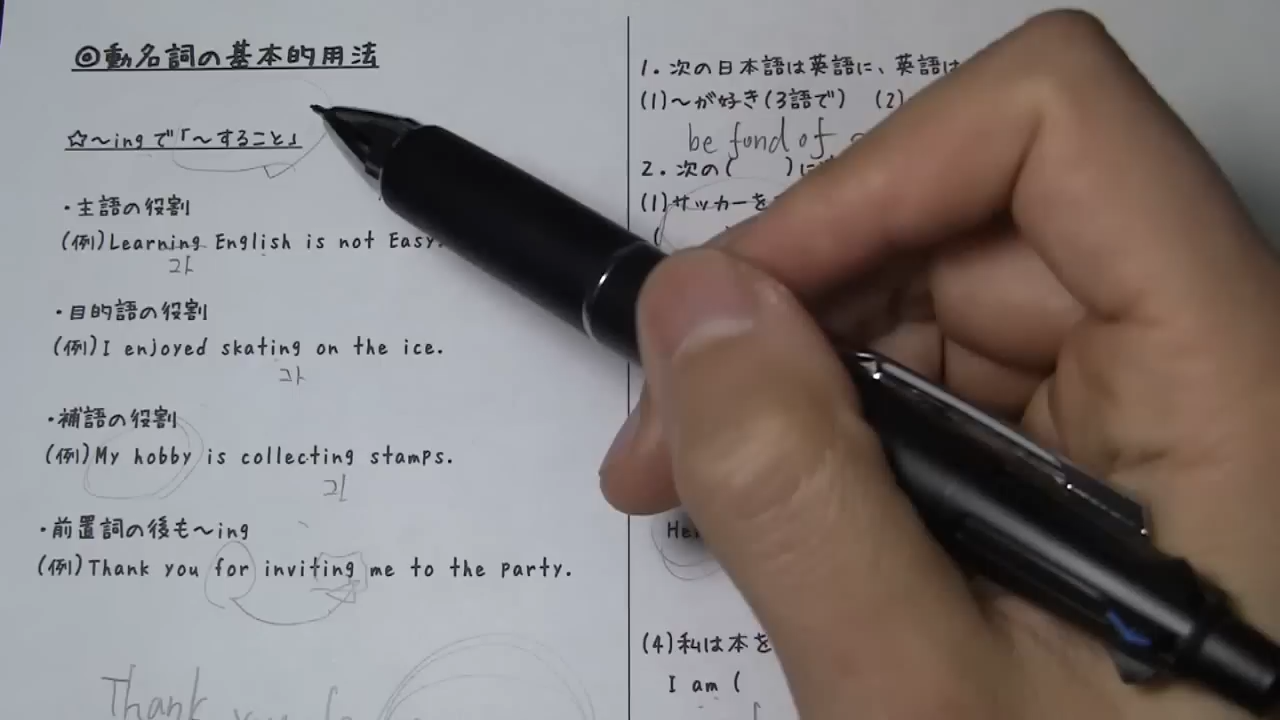 ◎動名詞の基本的用法
☆～ingで「～すること」
・主語の役割
(例)Learning English is not Easy.
コト
・目的語の役割
(例)I enjoyed skating on the ice.
コト
・補語の役割
(例)My hobby is collecting stamps.
コト
・前置詞の後も～ing
(例)Thank you for inviting me to the party.
Thank you
1. 次の日本語は英語に、英語は
(1)～が好き(3語で) (2)
be fond of
2. 次の( )に
(1)サッカーを
(
(4)私は本を
I am (